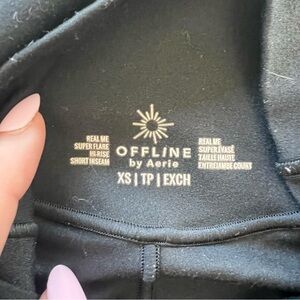 REAL ME
SUPER FLARE
HI-RISE
SHORT INSEAM
OFFLINE
by Aerie
REAL ME
SUPER ÉVASÉ
TAILLE HAUTE
ENTREJAMBE COURT
XS | TP | EXCH